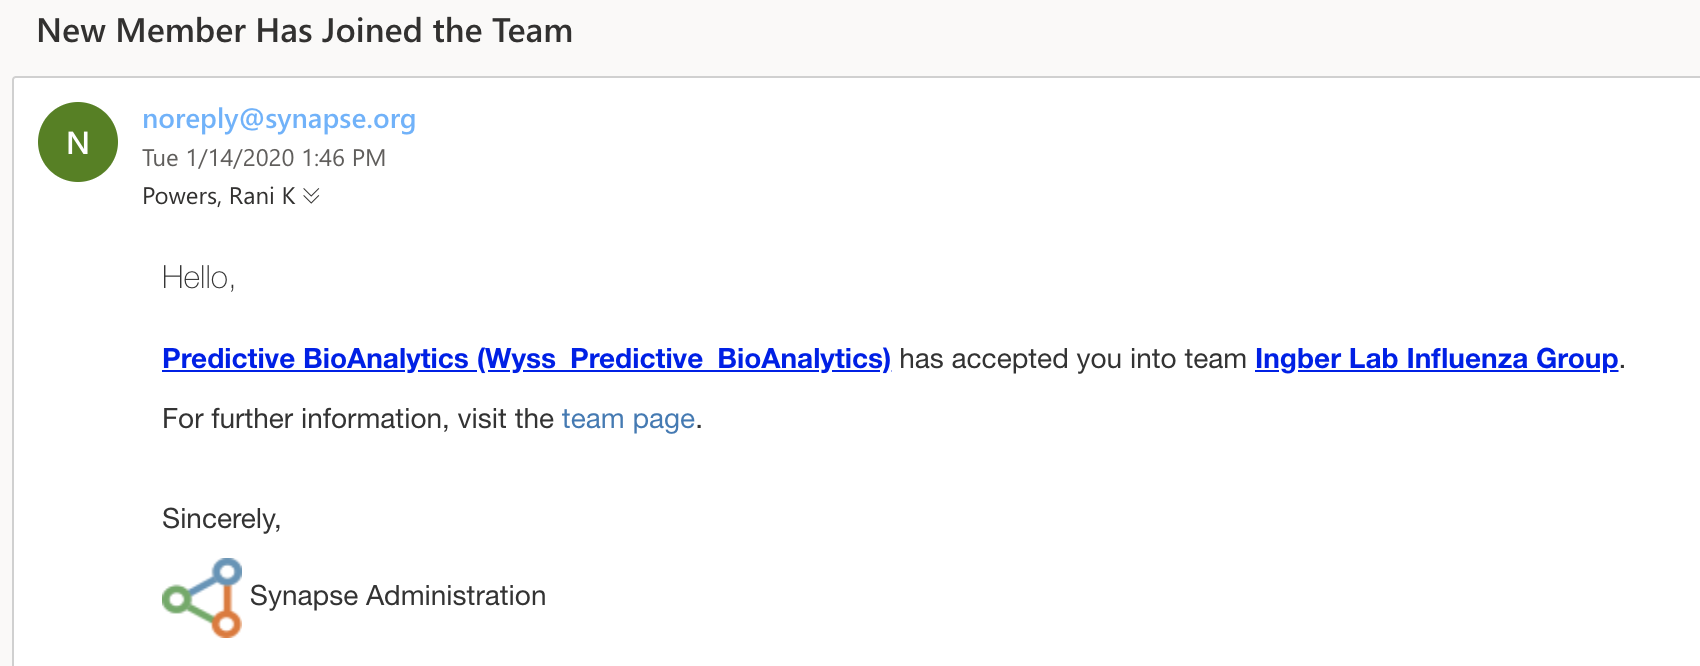 New Member Has Joined the Team
N
noreply@synapse.org
Tue 1/14/2020 1:46 PM
Powers, Rani K
Hello,
Predictive BioAnalytics (Wyss_Predictive_BioAnalytics) has accepted you into team Ingber Lab Influenza Group.
For further information, visit the team page.
Sincerely,
Synapse Administration